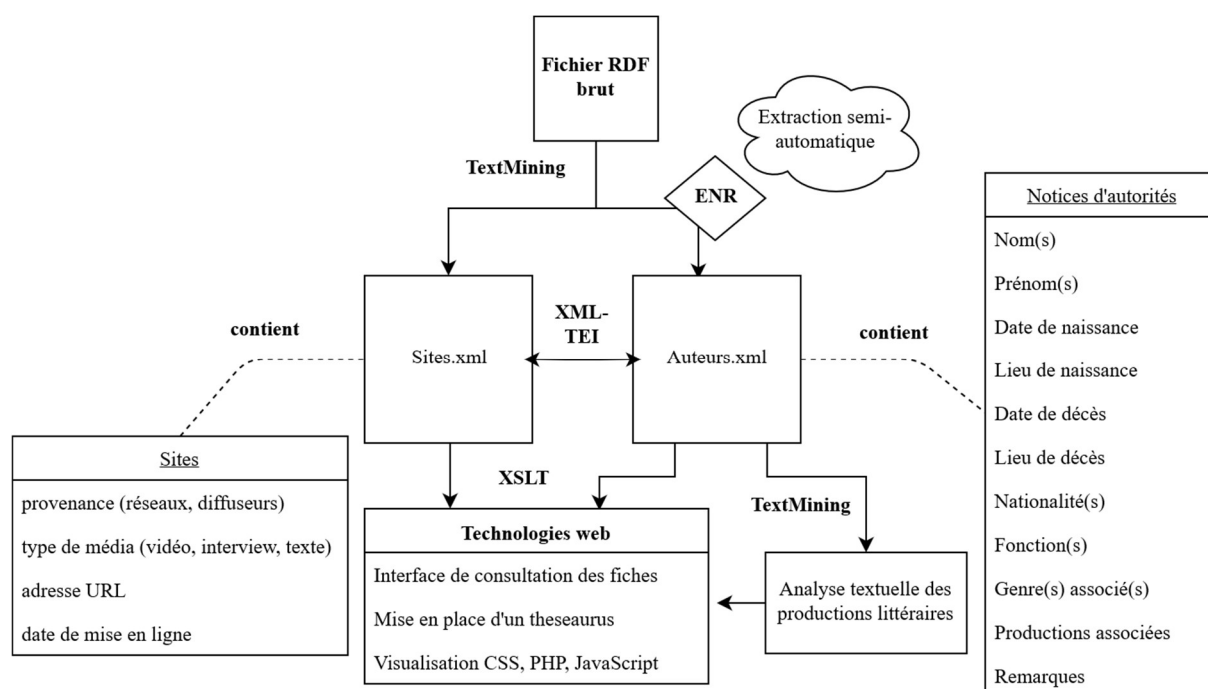 Fichier RDF
brut
Extraction semi-
automatique
TextMining
ENR
Notices d'autorités
Nom(s)
Prénom(s)
Date de naissance
Lieu de naissance
Date de décès
Lieu de décès
Nationalité(s)
Fonction(s)
Genre(s) associé(s)
Productions associées
Remarques
contient
Sites.xml
XML-
TEI
Auteurs.xml
contient
Sites
provenance (réseaux, diffuseurs)
type de média (vidéo, interview, texte)
adresse URL
date de mise en ligne
XSLT
TextMining
Technologies web
Interface de consultation des fiches
Mise en place d'un theseaurus
Visualisation CSS, PHP, JavaScript
Analyse textuelle des
productions littéraires